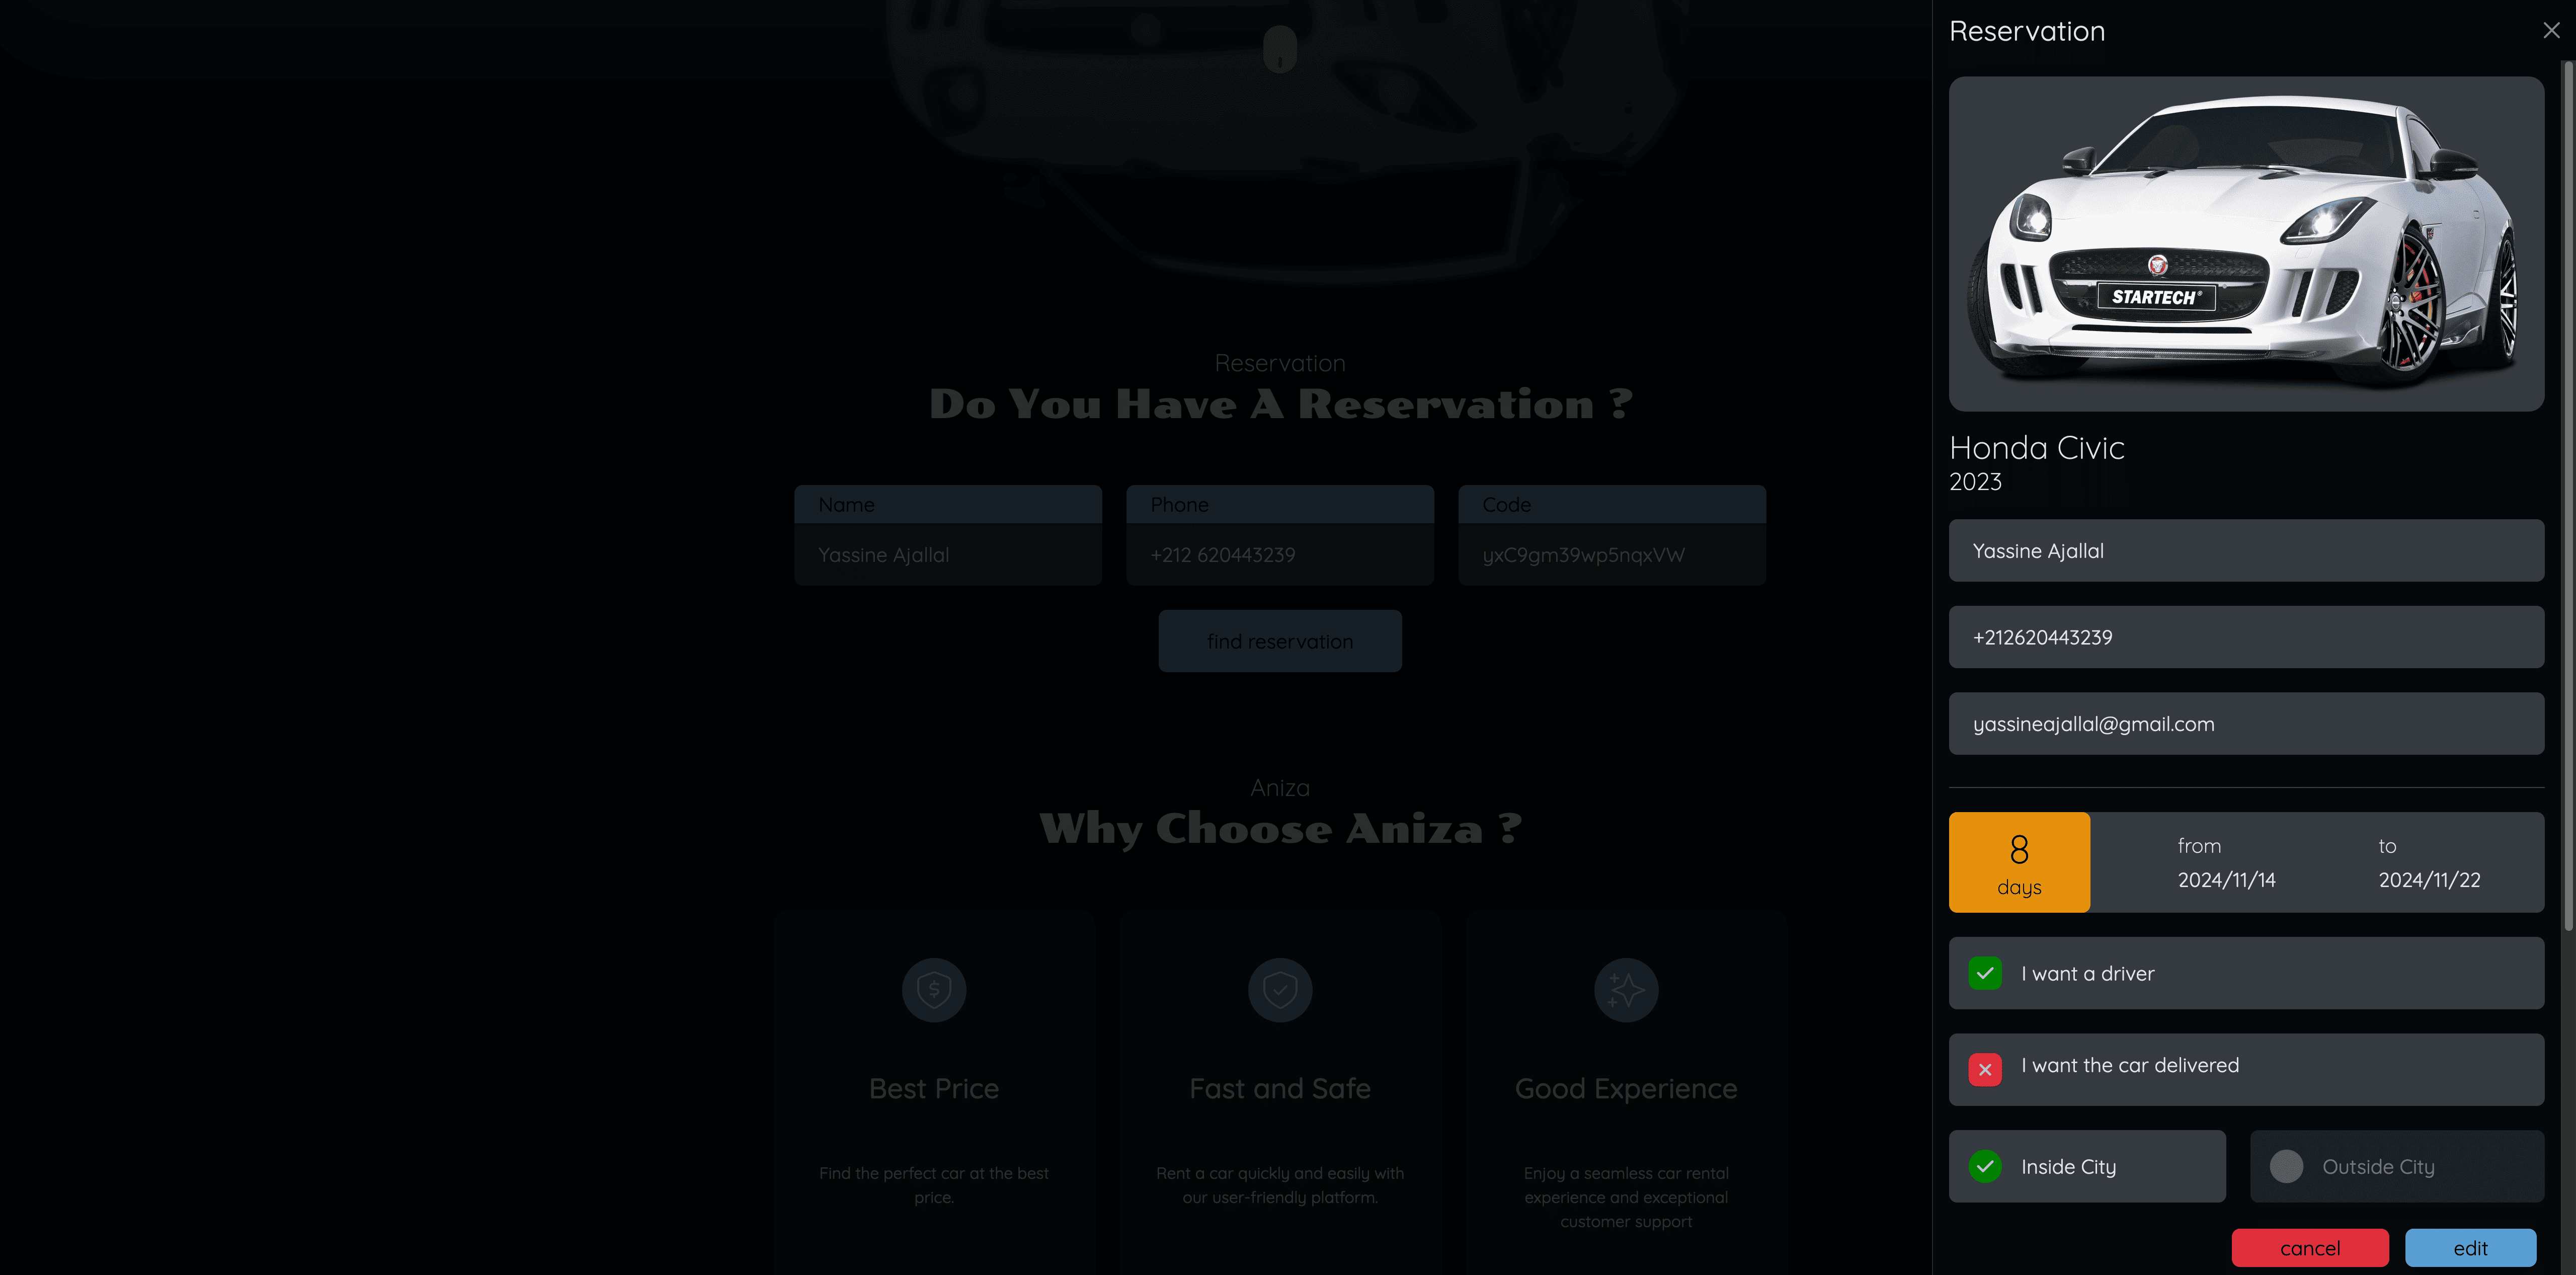 Reservation
Do You Have A Reservation ?
Name
Phone
Code
Yassine Ajallal
+212 620443239
yxC9gm39wp5nqxVW
find reservation
Aniza
Why Choose Aniza ?
Best Price
Find the perfect car at the best
price.
Fast and Safe
Rent a car quickly and easily with
our user-friendly platform.
Good Experience
Enjoy a seamless car rental
experience and exceptional
customer support
Reservation
STARTECH®
Honda Civic
2023
Yassine Ajallal
+212620443239
yassineajallal@gmail.com
8
days
from
2024/11/14
to
2024/11/22
I want a driver
I want the car delivered
Inside City
Outside City
cancel
edit